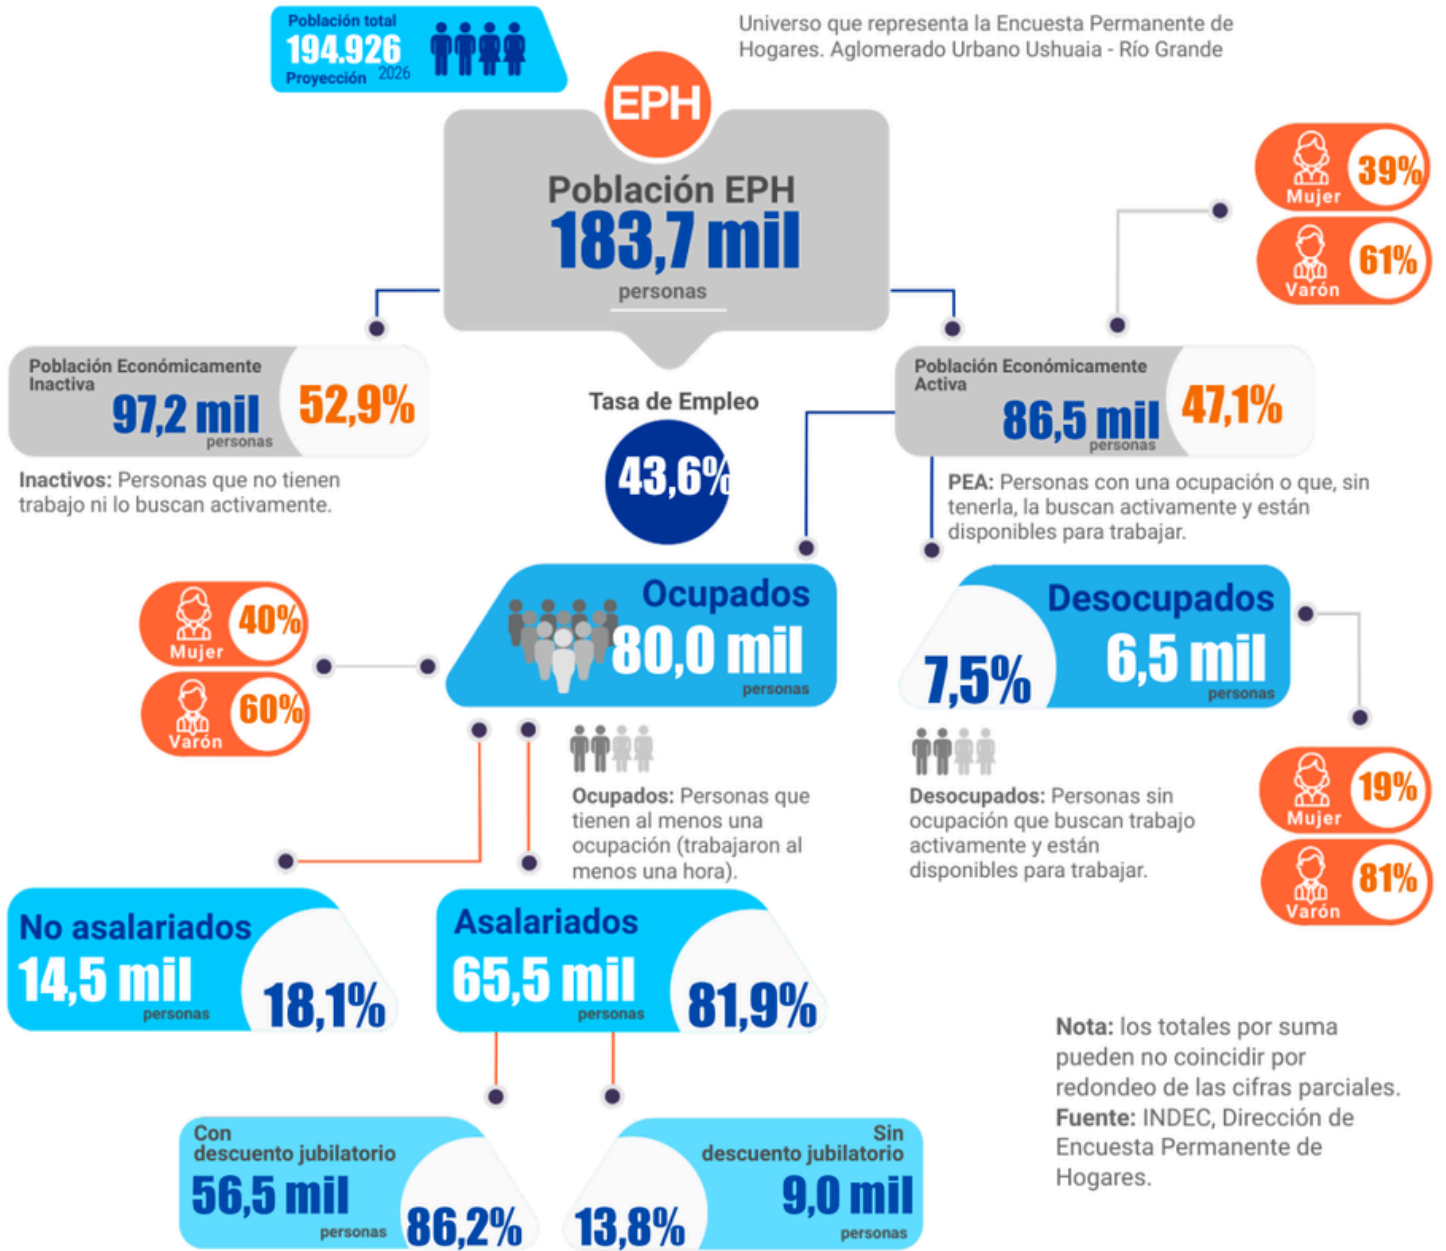 Población total
194.926
Proyección 2026
Universo que representa la Encuesta Permanente de
Hogares. Aglomerado Urbano Ushuaia - Río Grande
EPH
Población EPH
183,7 mil
personas
39%
Mujer
61%
Varón
Población Económicamente
Inactiva
97,2 mil
personas
52,9%
Inactivos: Personas que no tienen
trabajo ni lo buscan activamente.
Tasa de Empleo
43,6%
Población Económicamente
Activa
86,5 mil
personas
47,1%
PEA: Personas con una ocupación o que, sin
tenerla, la buscan activamente y están
disponibles para trabajar.
40%
Mujer
60%
Varón
Ocupados
80,0 mil
personas
Ocupados: Personas que
tienen al menos una
ocupación (trabajaron al
menos una hora).
Desocupados
7,5%
6,5 mil
personas
Desocupados: Personas sin
ocupación que buscan trabajo
activamente y están
disponibles para trabajar.
19%
Mujer
81%
Varón
No asalariados
14,5 mil
personas
18,1%
Asalariados
65,5 mil
personas
81,9%
Con
descuento jubilatorio
56,5 mil
personas
86,2%
Sin
descuento jubilatorio
13,8%
9,0 mil
personas
Nota: los totales por suma
pueden no coincidir por
redondeo de las cifras parciales.
Fuente: INDEC, Dirección de
Encuesta Permanente de
Hogares.